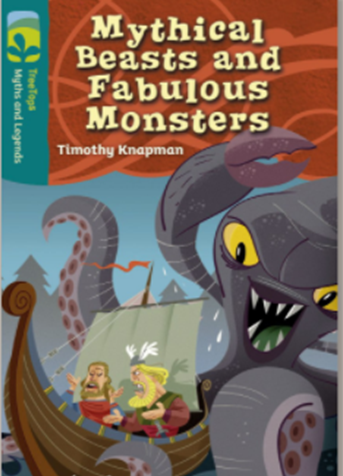 Mythical
Beasts and
Fabulous
Monsters
Timothy Knapman
TreeTops
Myths and Legends